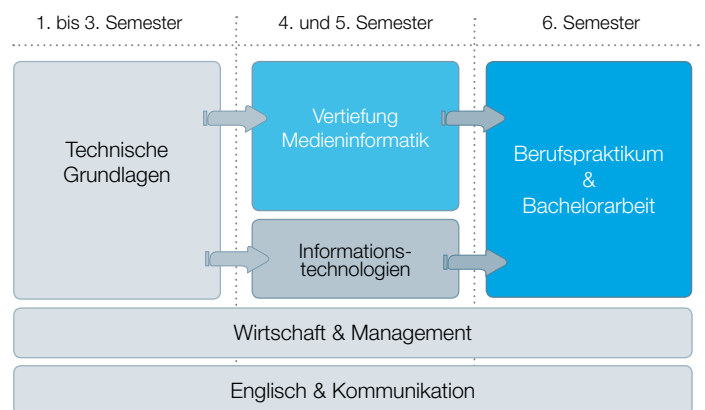 1. bis 3. Semester
4. und 5. Semester
6. Semester
Technische
Grundlagen
Vertiefung
Medieninformatik
Informations-
technologien
Berufspraktikum
&
Bachelorarbeit
Wirtschaft & Management
Englisch & Kommunikation